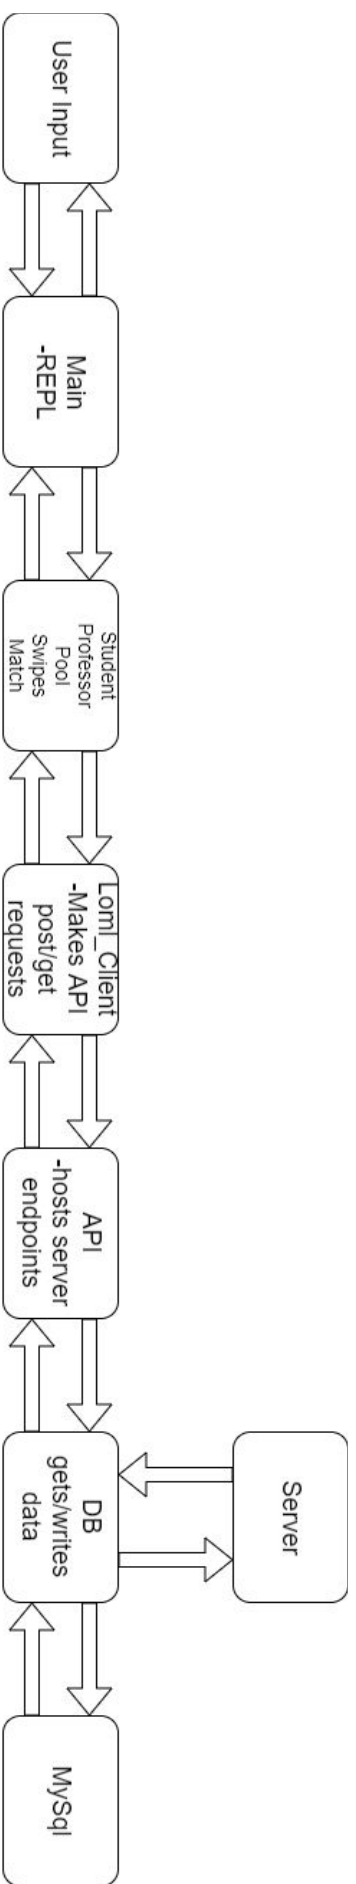 User Input
Main
-REPL
Student
Professor
Pool
Swipes
Match
Loml_Client
-Makes API
post/get
requests
API
-hosts server
endpoints
DB
gets/writes
data
Server
MySql